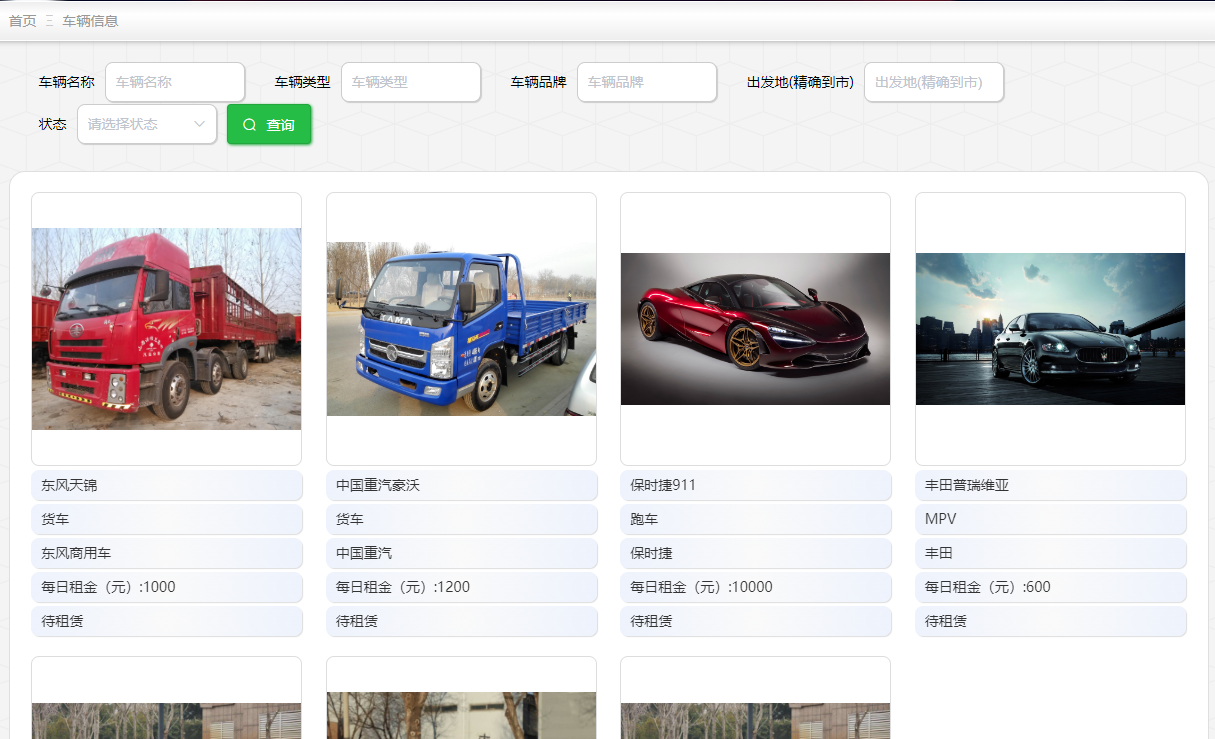 首页 Ξ 车辆信息
车辆名称 车辆名称 车辆类型 车辆类型 车辆品牌 车辆品牌 出发地(精确到市) 出发地(精确到市)
状态 请选择状态 查询
KAMA
东风天锦 中国重汽豪沃 保时捷911 丰田普瑞维亚
货车 货车 跑车 MPV
东风商用车 中国重汽 保时捷 丰田
每日租金（元）:1000 每日租金（元）:1200 每日租金（元）:10000 每日租金（元）:600
待租赁 待租赁 待租赁 待租赁